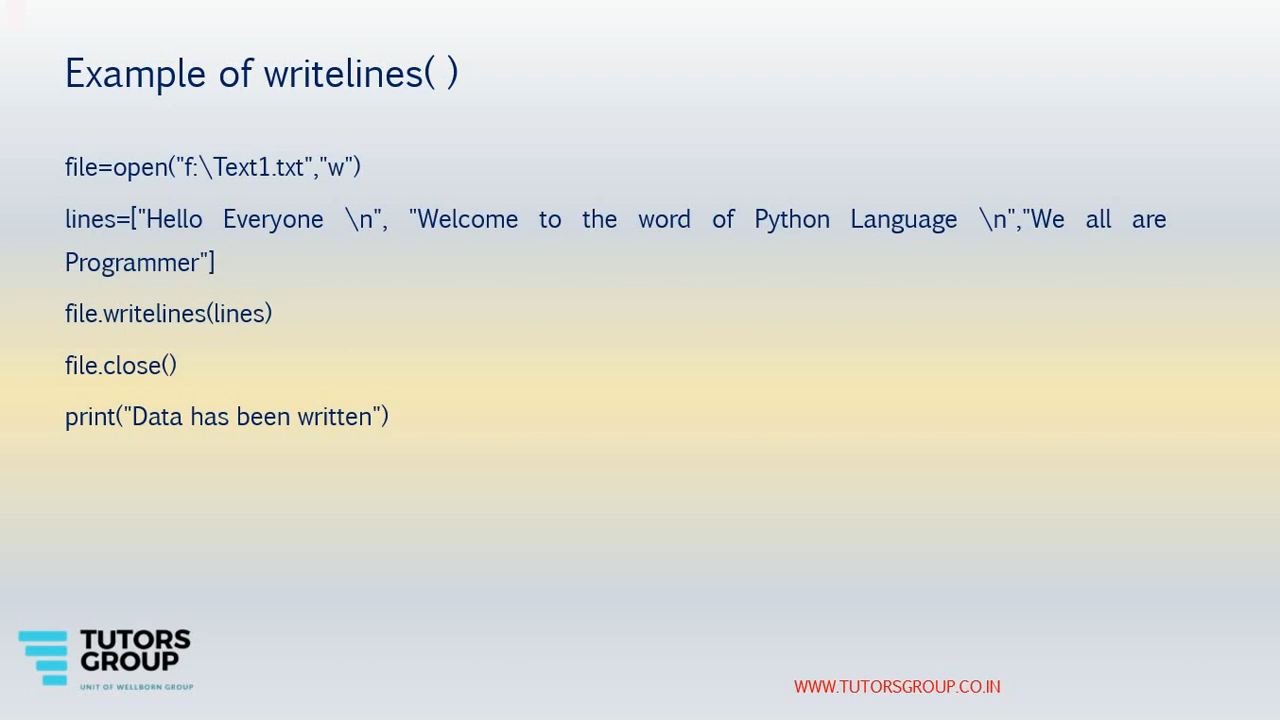 Example of writelines( )
file=open("f:\Text1.txt","w")
lines=["Hello Everyone \n", "Welcome to the word of Python Language \n","We all are
Programmer"]
file.writelines(lines)
file.close()
print("Data has been written")
TUTORS
GROUP
UNIT OF WELLBORN GROUP
WWW.TUTORSGROUP.CO.IN